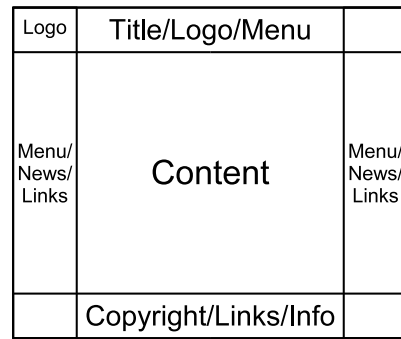 Logo
Title/Logo/Menu
Menu/
News/
Links
Content
Menu/
News/
Links
Copyright/Links/Info